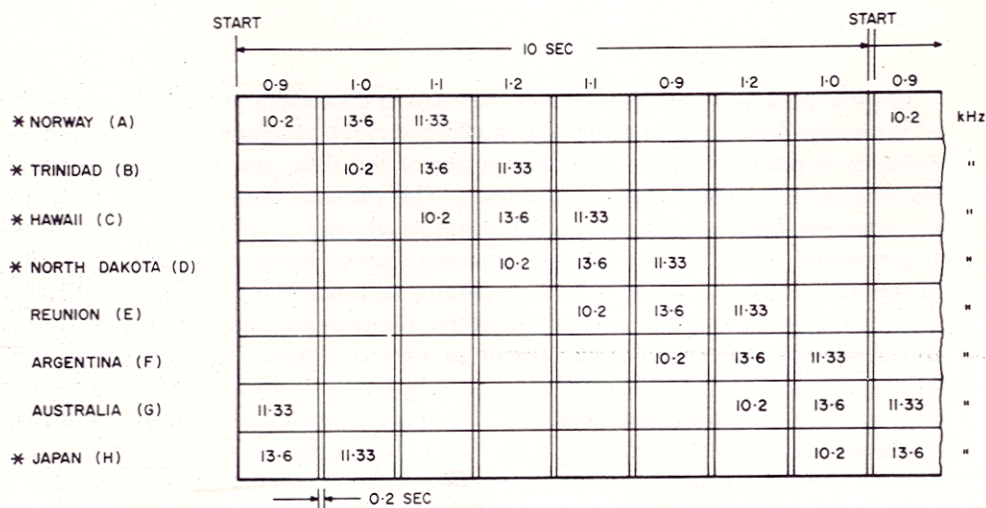 START START
10 SEC
0·9 1·0 1·1 1·2 1·1 0·9 1·2 1·0 0·9
* NORWAY (A) 10·2 13·6 11·33 10·2 kHz
* TRINIDAD (B) 10·2 13·6 11·33 "
* HAWAII (C) 10·2 13·6 11·33 "
* NORTH DAKOTA (D) 10·2 13·6 11·33 "
REUNION (E) 10·2 13·6 11·33 "
ARGENTINA (F) 10·2 13·6 11·33 "
AUSTRALIA (G) 11·33 10·2 13·6 11·33 "
* JAPAN (H) 13·6 11·33 10·2 13·6 "
0·2 SEC